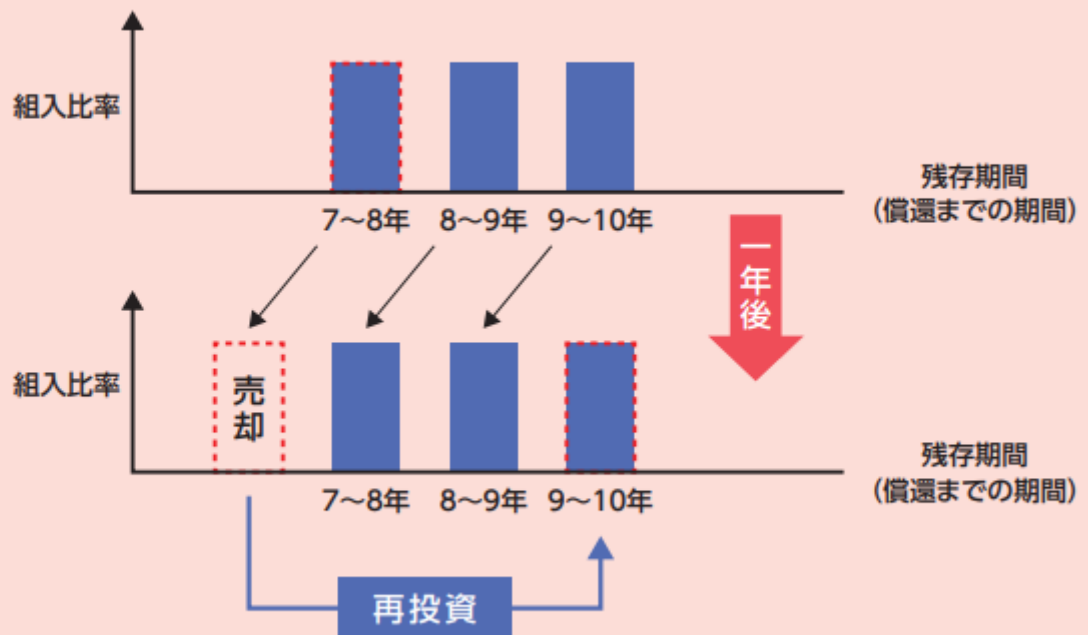 組入比率
残存期間
(償還までの期間)
7〜8年 8〜9年 9〜10年
一年後
組入比率
売却
残存期間
(償還までの期間)
7〜8年 8〜9年 9〜10年
再投資